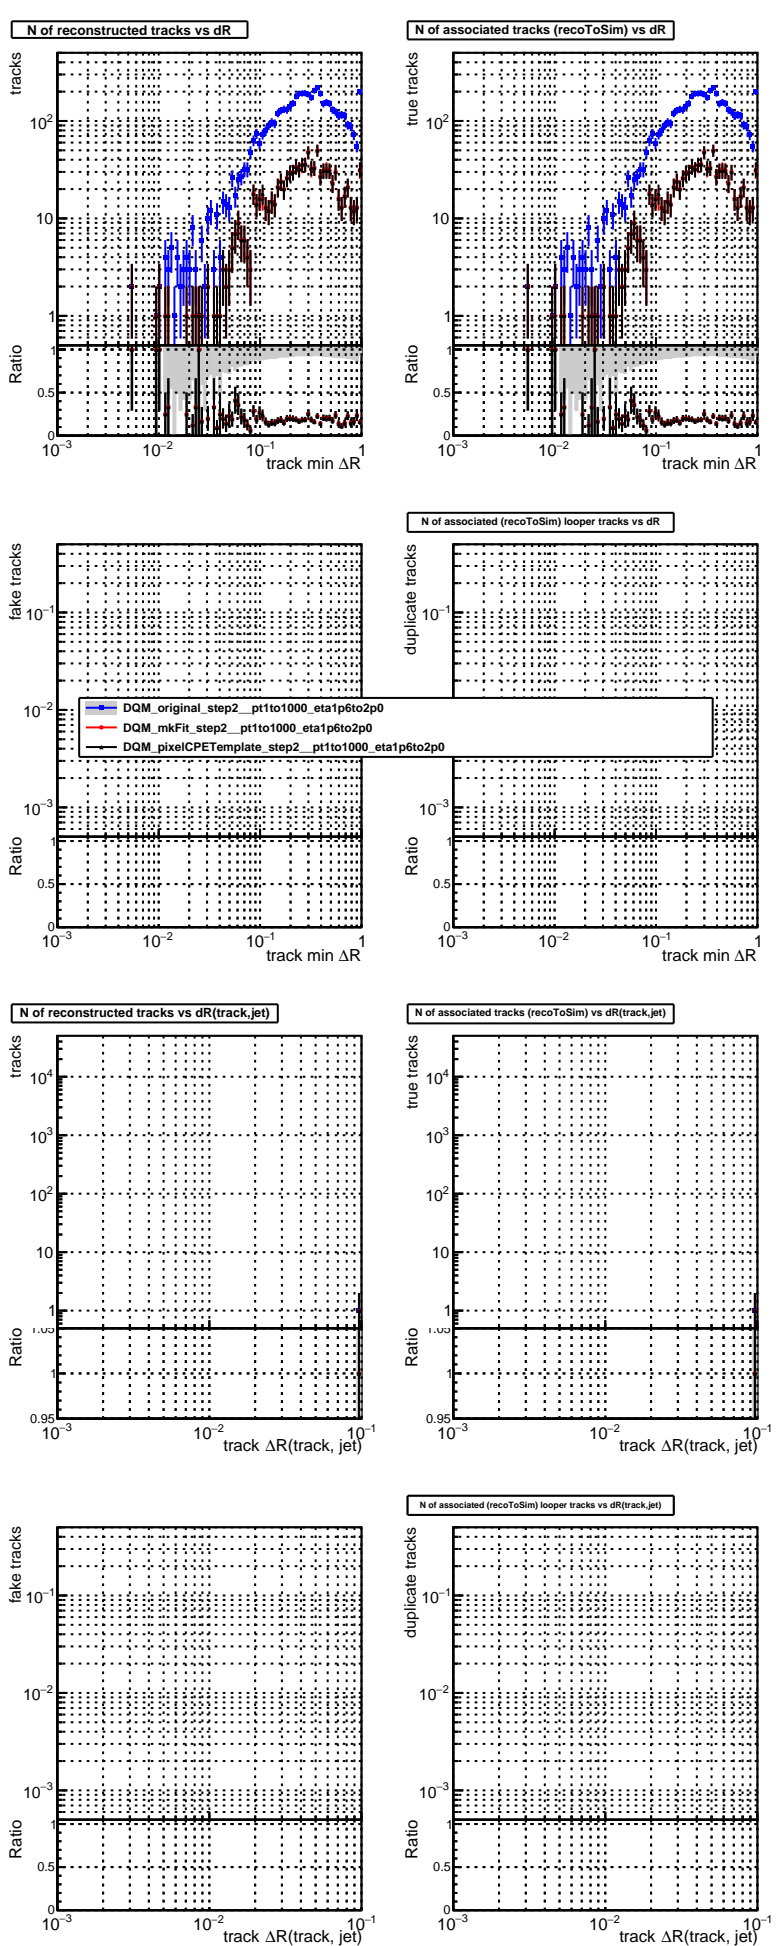 N of reconstructed tracks vs dR
N of associated tracks (recoToSim) vs dR
tracks
10²
10
1
Ratio
1
0.5
0
10⁻³
10⁻²
10⁻¹
1
track min ΔR
true tracks
10²
10
1
Ratio
1
0.5
0
10⁻³
10⁻²
10⁻¹
1
track min ΔR
N of associated (recoToSim) looper tracks vs dR
fake tracks
10⁻¹
10⁻²
10⁻³
Ratio
1
0.5
0
10⁻³
10⁻²
10⁻¹
1
track min ΔR
duplicate tracks
10⁻¹
10⁻³
Ratio
1
0.5
0
10⁻³
10⁻²
10⁻¹
1
track min ΔR
DQM_original_step2__pt1to1000_eta1p6to2p0
DQM_mkFit_step2__pt1to1000_eta1p6to2p0
DQM_pixelCPETemplate_step2__pt1to1000_eta1p6to2p0
N of reconstructed tracks vs dR(track,jet)
N of associated tracks (recoToSim) vs dR(track,jet)
tracks
10⁴
10³
10²
10
1
Ratio
1.05
1
0.95
10⁻³
10⁻²
10⁻¹
track ΔR(track, jet)
true tracks
10⁴
10³
10²
10
1
Ratio
1.05
1
0.95
10⁻³
10⁻²
10⁻¹
track ΔR(track, jet)
N of associated (recoToSim) looper tracks vs dR(track,jet)
fake tracks
10⁻¹
10⁻²
10⁻³
Ratio
1
0.5
0
10⁻³
10⁻²
10⁻¹
track ΔR(track, jet)
duplicate tracks
10⁻¹
10⁻²
10⁻³
Ratio
1
0.5
0
10⁻³
10⁻²
10⁻¹
track ΔR(track, jet)